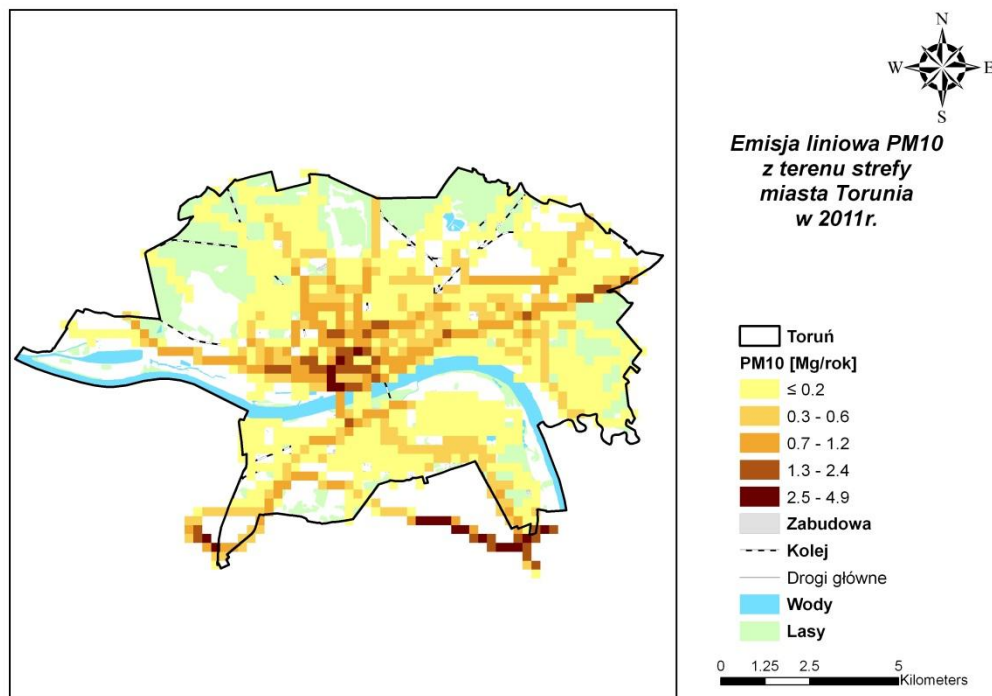 N
W E
S
Emisja liniowa PM10
z terenu strefy
miasta Torunia
w 2011r.
Toruń
PM10 [Mg/rok]
≤ 0.2
0.3 - 0.6
0.7 - 1.2
1.3 - 2.4
2.5 - 4.9
Zabudowa
Kolej
Drogi główne
Wody
Lasy
0 1.25 2.5 5
Kilometers